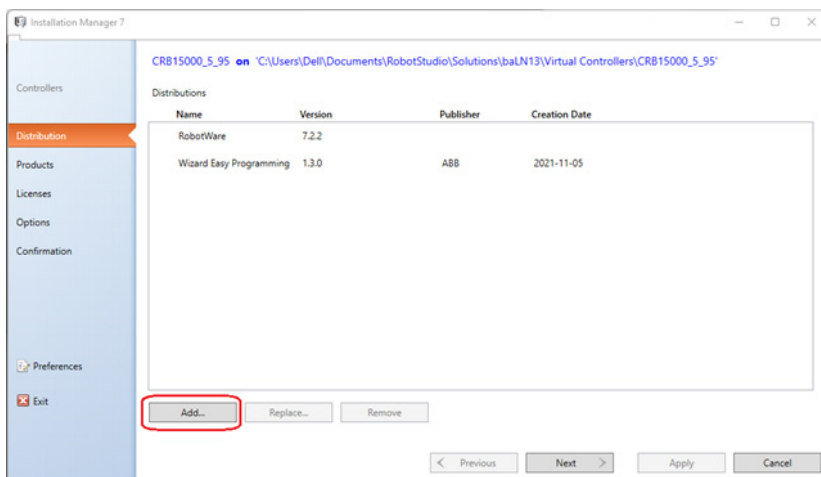 Installation Manager 7
CRB15000_5_95 on 'C:\Users\Dell\Documents\RobotStudio\Solutions\baLN13\Virtual Controllers\CRB15000_5_95'
Controllers
Distribution
Products
Licenses
Options
Confirmation
Preferences
Exit
Distributions
Name Version Publisher Creation Date
RobotWare 7.2.2
Wizard Easy Programming 1.3.0 ABB 2021-11-05
Add... Replace... Remove
< Previous Next > Apply Cancel